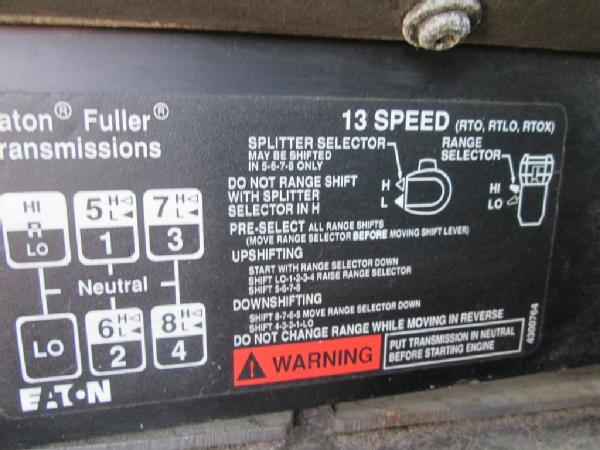 aton® Fuller®
ransmissions
13 SPEED (RTO, RTLO, RTOX)
SPLITTER SELECTOR
MAY BE SHIFTED
IN 5-6-7-8 ONLY
RANGE
SELECTOR
DO NOT RANGE SHIFT
WITH SPLITTER
SELECTOR IN H
H
L
HI
LO
PRE-SELECT ALL RANGE SHIFTS
(MOVE RANGE SELECTOR BEFORE MOVING SHIFT LEVER)
UPSHIFTING
START WITH RANGE SELECTOR DOWN
SHIFT LO-1-2-3-4 RAISE RANGE SELECTOR
SHIFT 5-6-7-8
DOWNSHIFTING
SHIFT 8-7-6-5 MOVE RANGE SELECTOR DOWN
SHIFT 4-3-2-1-LO
DO NOT CHANGE RANGE WHILE MOVING IN REVERSE
WARNING
PUT TRANSMISSION IN NEUTRAL
BEFORE STARTING ENGINE
4300764
HI
R
LO
5 H
L
1
7 H
L
3
Neutral
LO
6 H
L
2
8 H
L
4
EATON